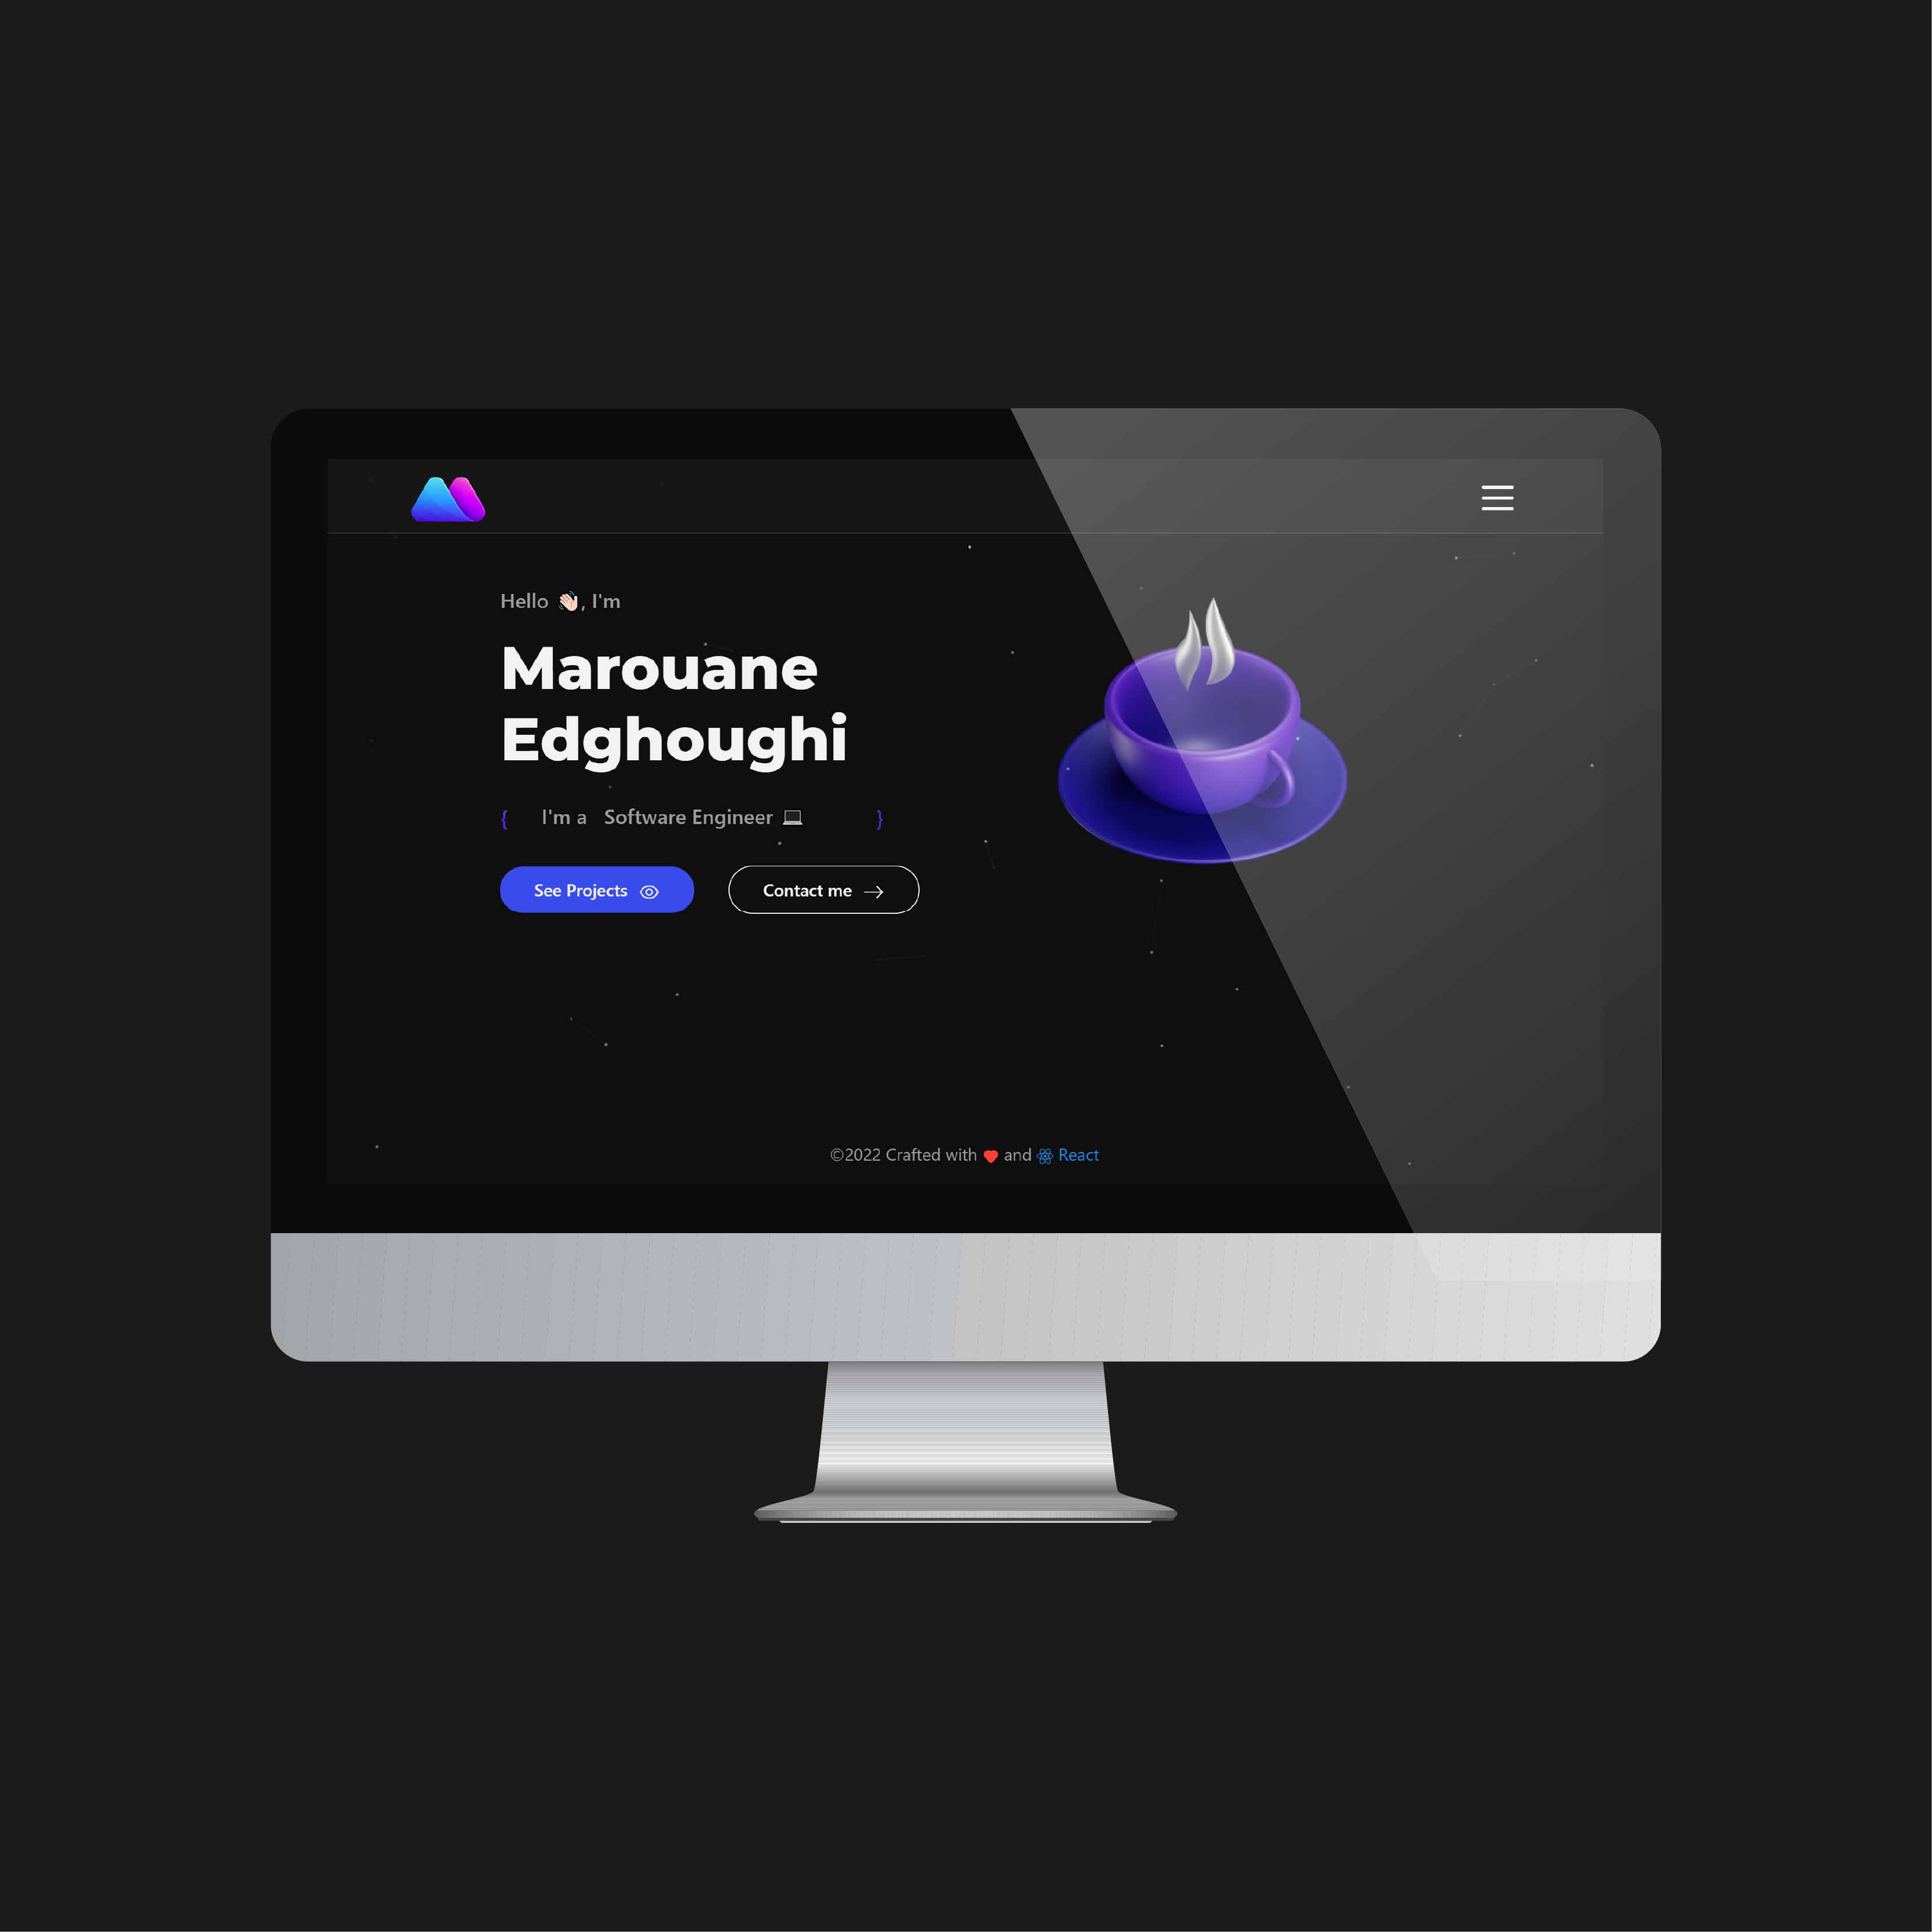 Hello 👋🏻, I'm
Marouane
Edghoughi
{ I'm a Software Engineer 💻 }
See Projects
Contact me →
©2022 Crafted with ❤ and ⚛ React